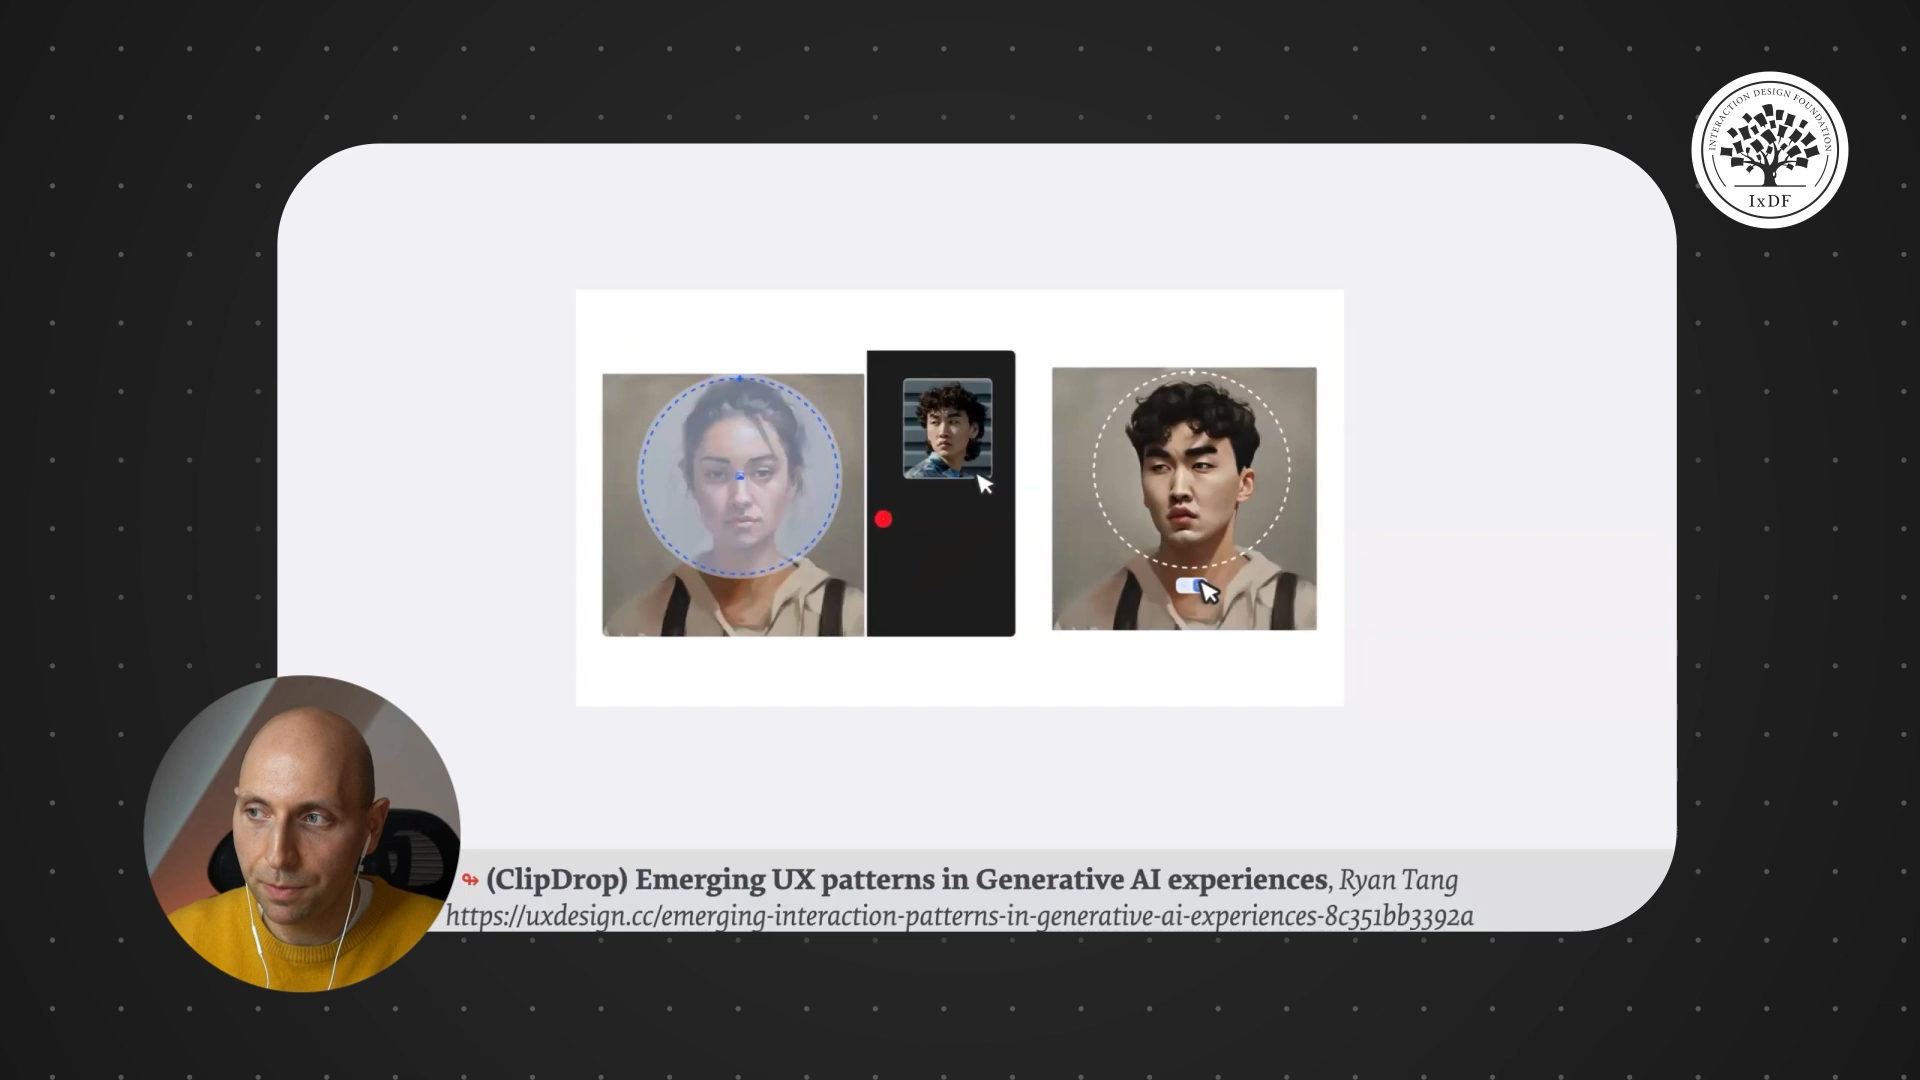 INTERACTION DESIGN FOUNDATION
IxDF
(ClipDrop) Emerging UX patterns in Generative AI experiences, Ryan Tang
https://uxdesign.cc/emerging-interaction-patterns-in-generative-ai-experiences-8c351bb3392a